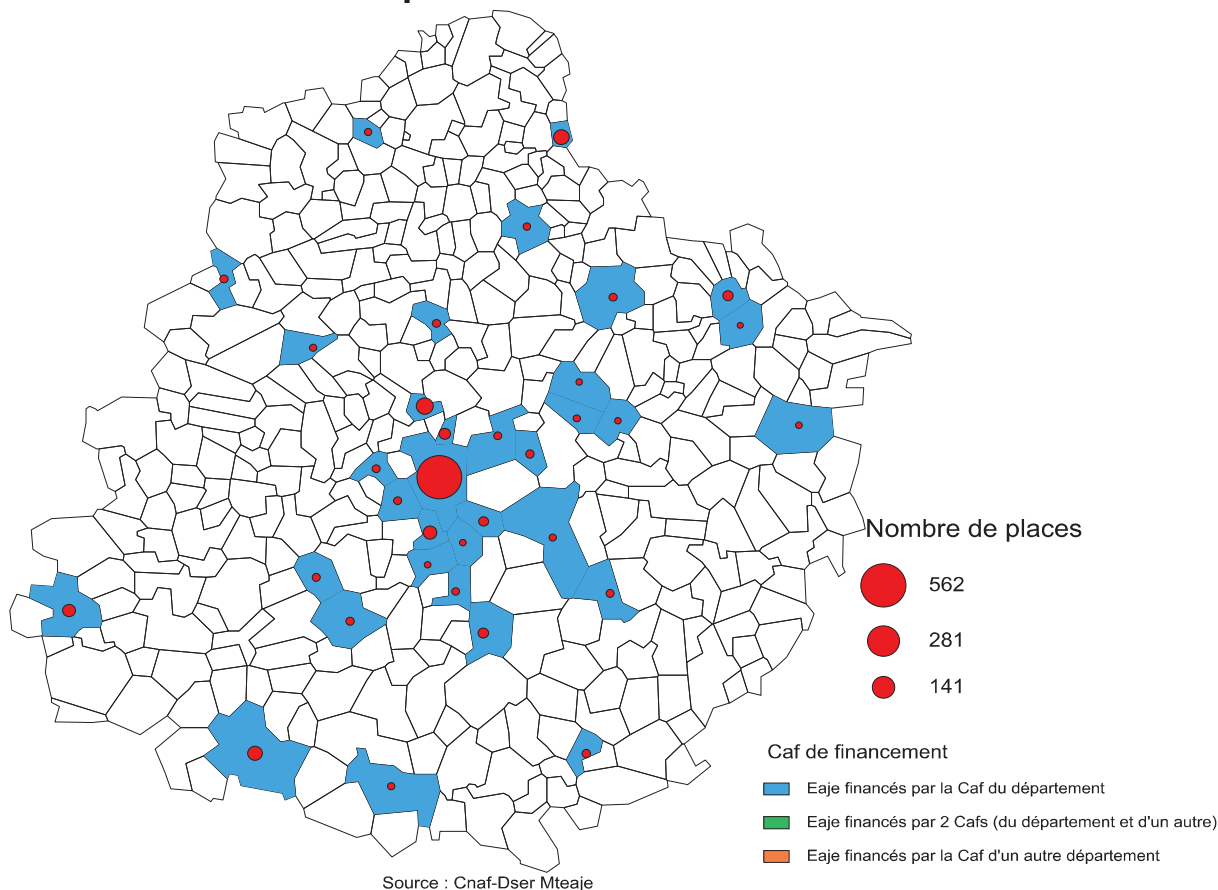 Nombre de places
562
281
141
Caf de financement
Eaje financés par la Caf du département
Eaje financés par 2 Cafs (du département et d'un autre)
Eaje financés par la Caf d'un autre département
Source : Cnaf-Dser Mteaje